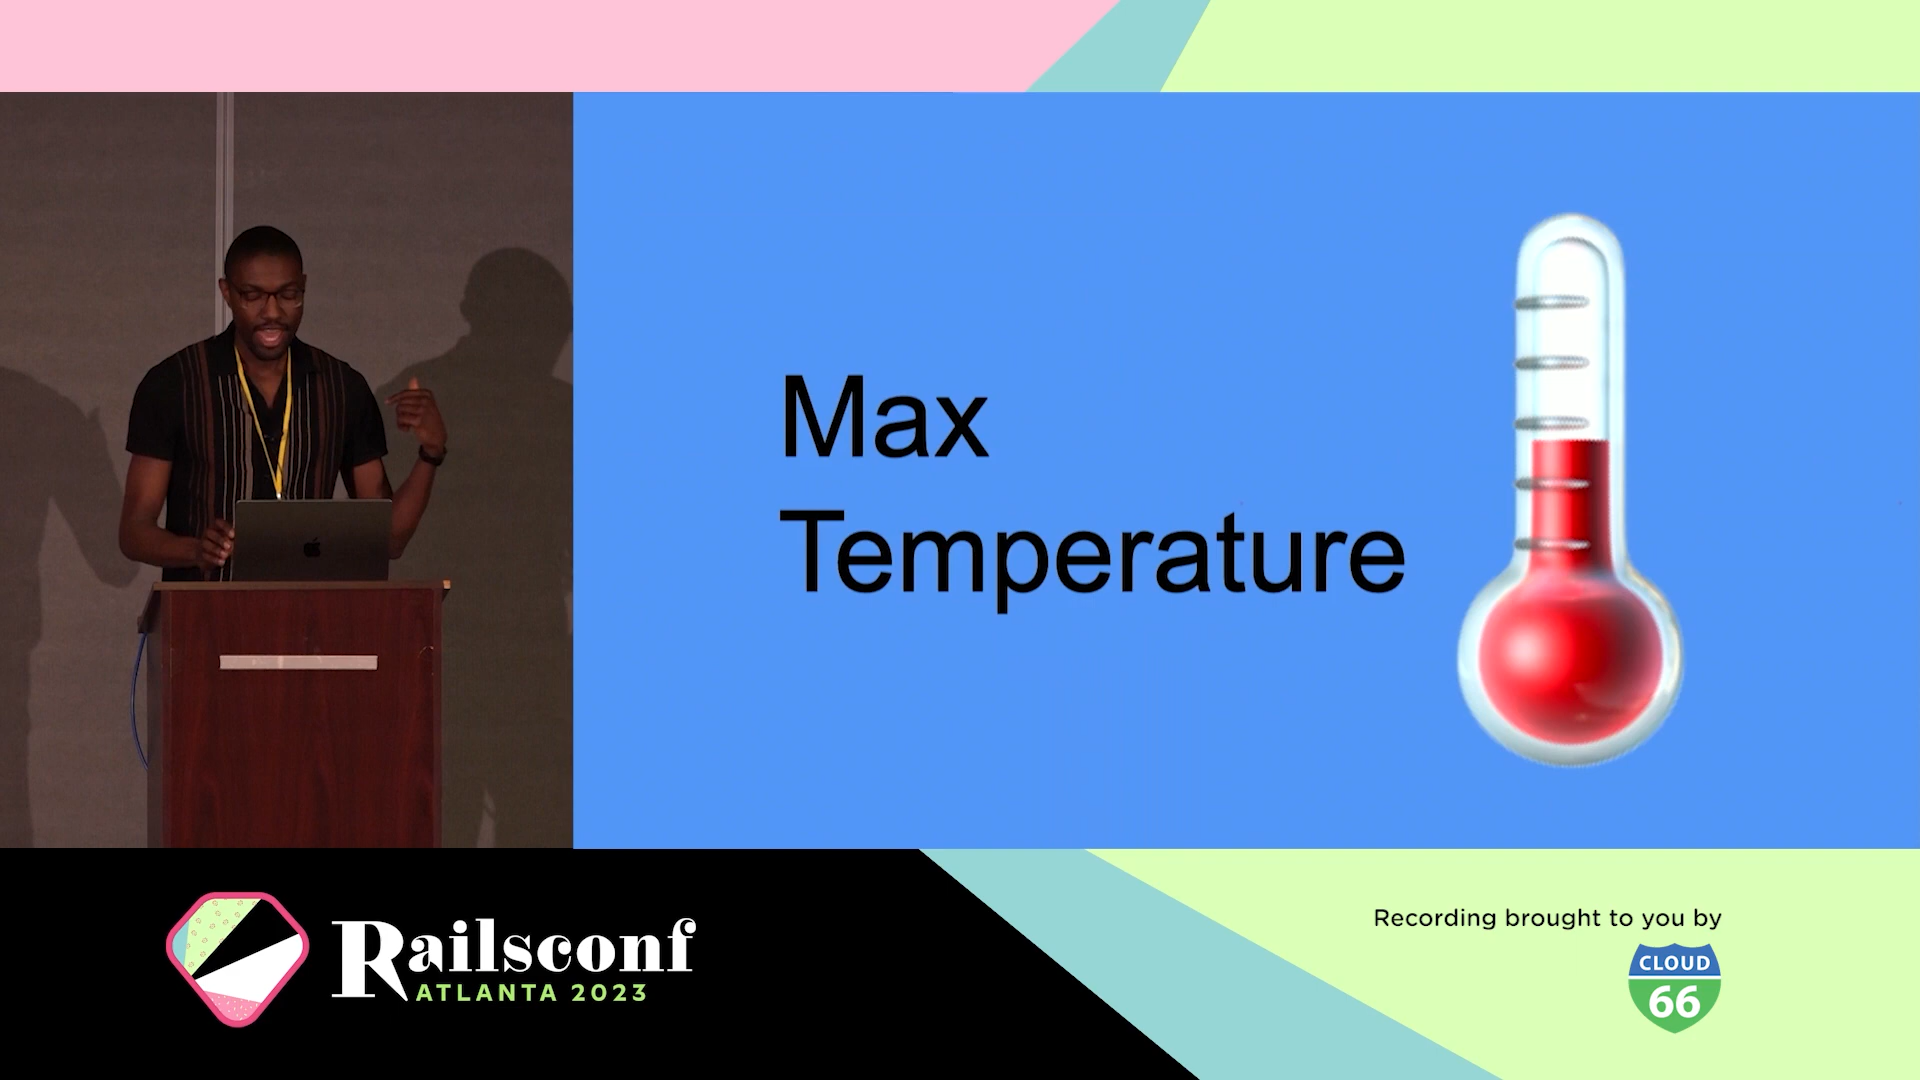 Max
Temperature
Railsconf
ATLANTA 2023
Recording brought to you by
CLOUD
66